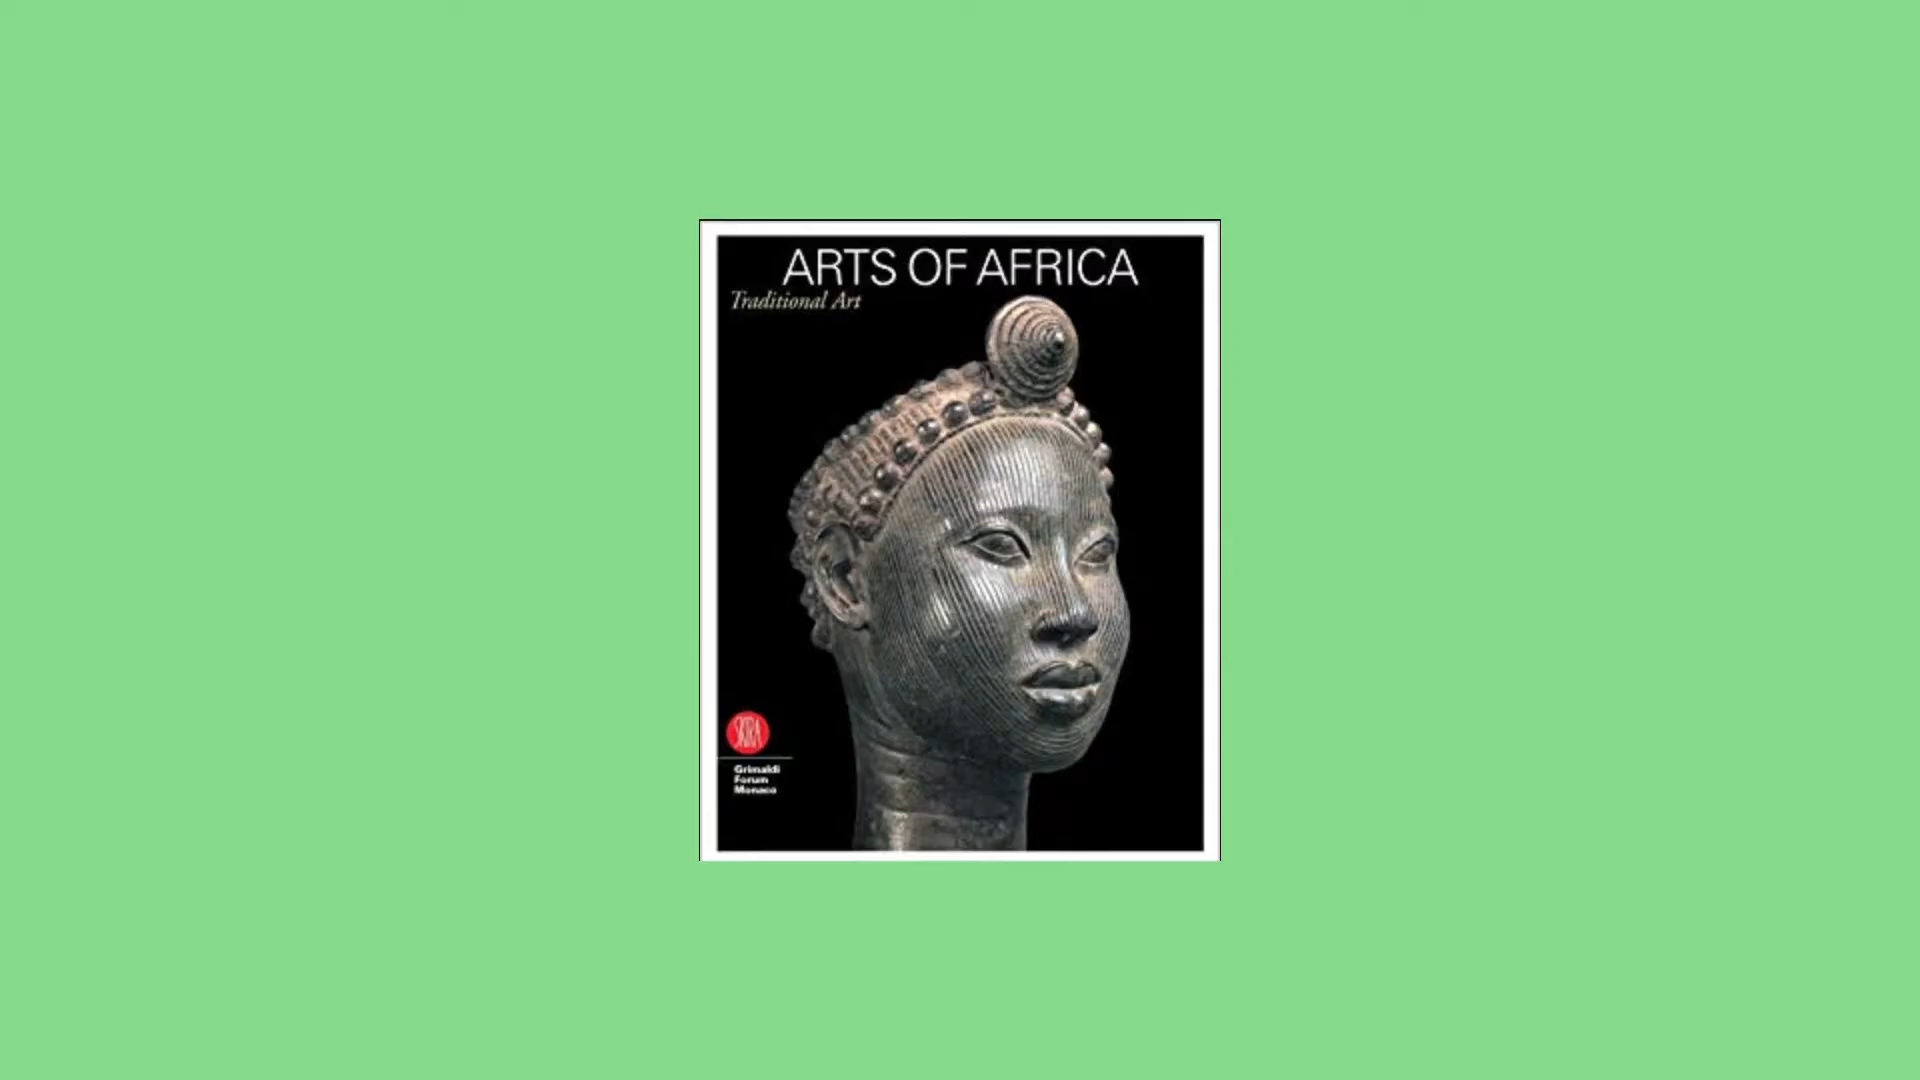 ARTS OF AFRICA
Traditional Art
SKIRA
Grimaldi
Forum
Monaco